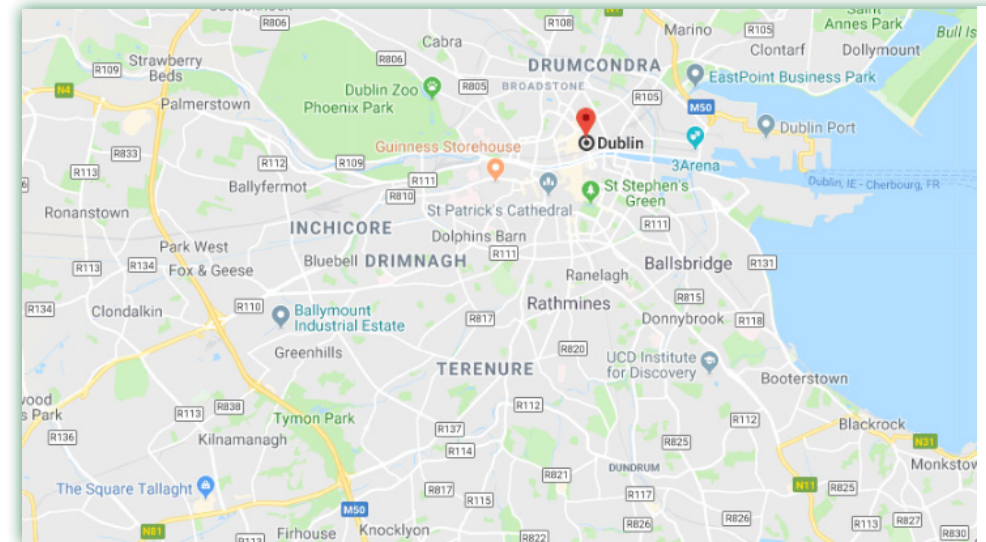 R806
R108
Marino
R105
Saint
Annes Park
Bull Is
Cabra
Clontarf
Dollymount
Strawberry
Beds
R109
R806
DRUMCONDRA
EastPoint Business Park
N4
Dublin Zoo
R805
BROADSTONE
Palmerstown
Phoenix Park
R105
M50
Dublin Port
R833
Guinness Storehouse
Dublin
3Arena
R113
R112
R109
R111
Ballyfermot
R810
St Stephen's
Green
Dublin, IE - Cherbourg, FR
Ronanstown
St Patrick's Cathedral
R111
INCHICORE
Dolphins Barn
Park West
R111
Bluebell
DRIMNAGH
Ballsbridge
R131
R113
R134
Fox & Geese
Ranelagh
R134
Clondalkin
R110
Ballymount
Industrial Estate
Rathmines
R815
R817
Donnybrook
R118
Greenhills
R820
UCD Institute
for Discovery
TERENURE
Booterstown
wood
s Park
R113
R838
Tymon Park
R112
R112
Blackrock
R136
Kilnamanagh
R137
R825
N31
R114
Monkstow
DUNDRUM
The Square Tallaght
R821
R817
R115
R117
N11
R825
M50
N81
R113
Firhouse
Knocklyon
R822
R826
R826
R113
R827
R830